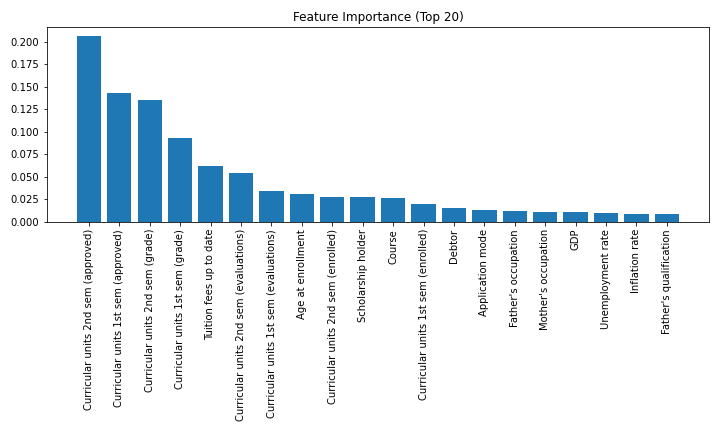 Feature Importance (Top 20)
0.200
0.175
0.150
0.125
0.100
0.075
0.050
0.025
0.000
Curricular units 2nd sem (approved)
Curricular units 1st sem (approved)
Curricular units 2nd sem (grade)
Curricular units 1st sem (grade)
Tuition fees up to date
Curricular units 2nd sem (evaluations)
Curricular units 1st sem (evaluations)
Age at enrollment
Curricular units 2nd sem (enrolled)
Scholarship holder
Course
Curricular units 1st sem (enrolled)
Debtor
Application mode
Father's occupation
Mother's occupation
GDP
Unemployment rate
Inflation rate
Father's qualification